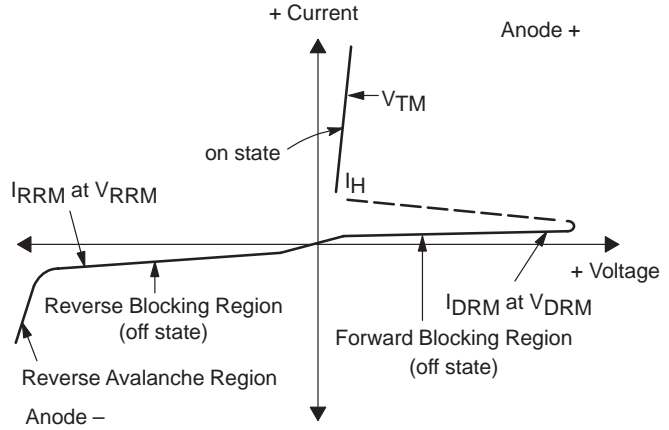 + Current
Anode +
VTM
on state
IH
IRRM at VRRM
+ Voltage
IDRM at VDRM
Reverse Blocking Region
(off state)
Forward Blocking Region
(off state)
Reverse Avalanche Region
Anode –